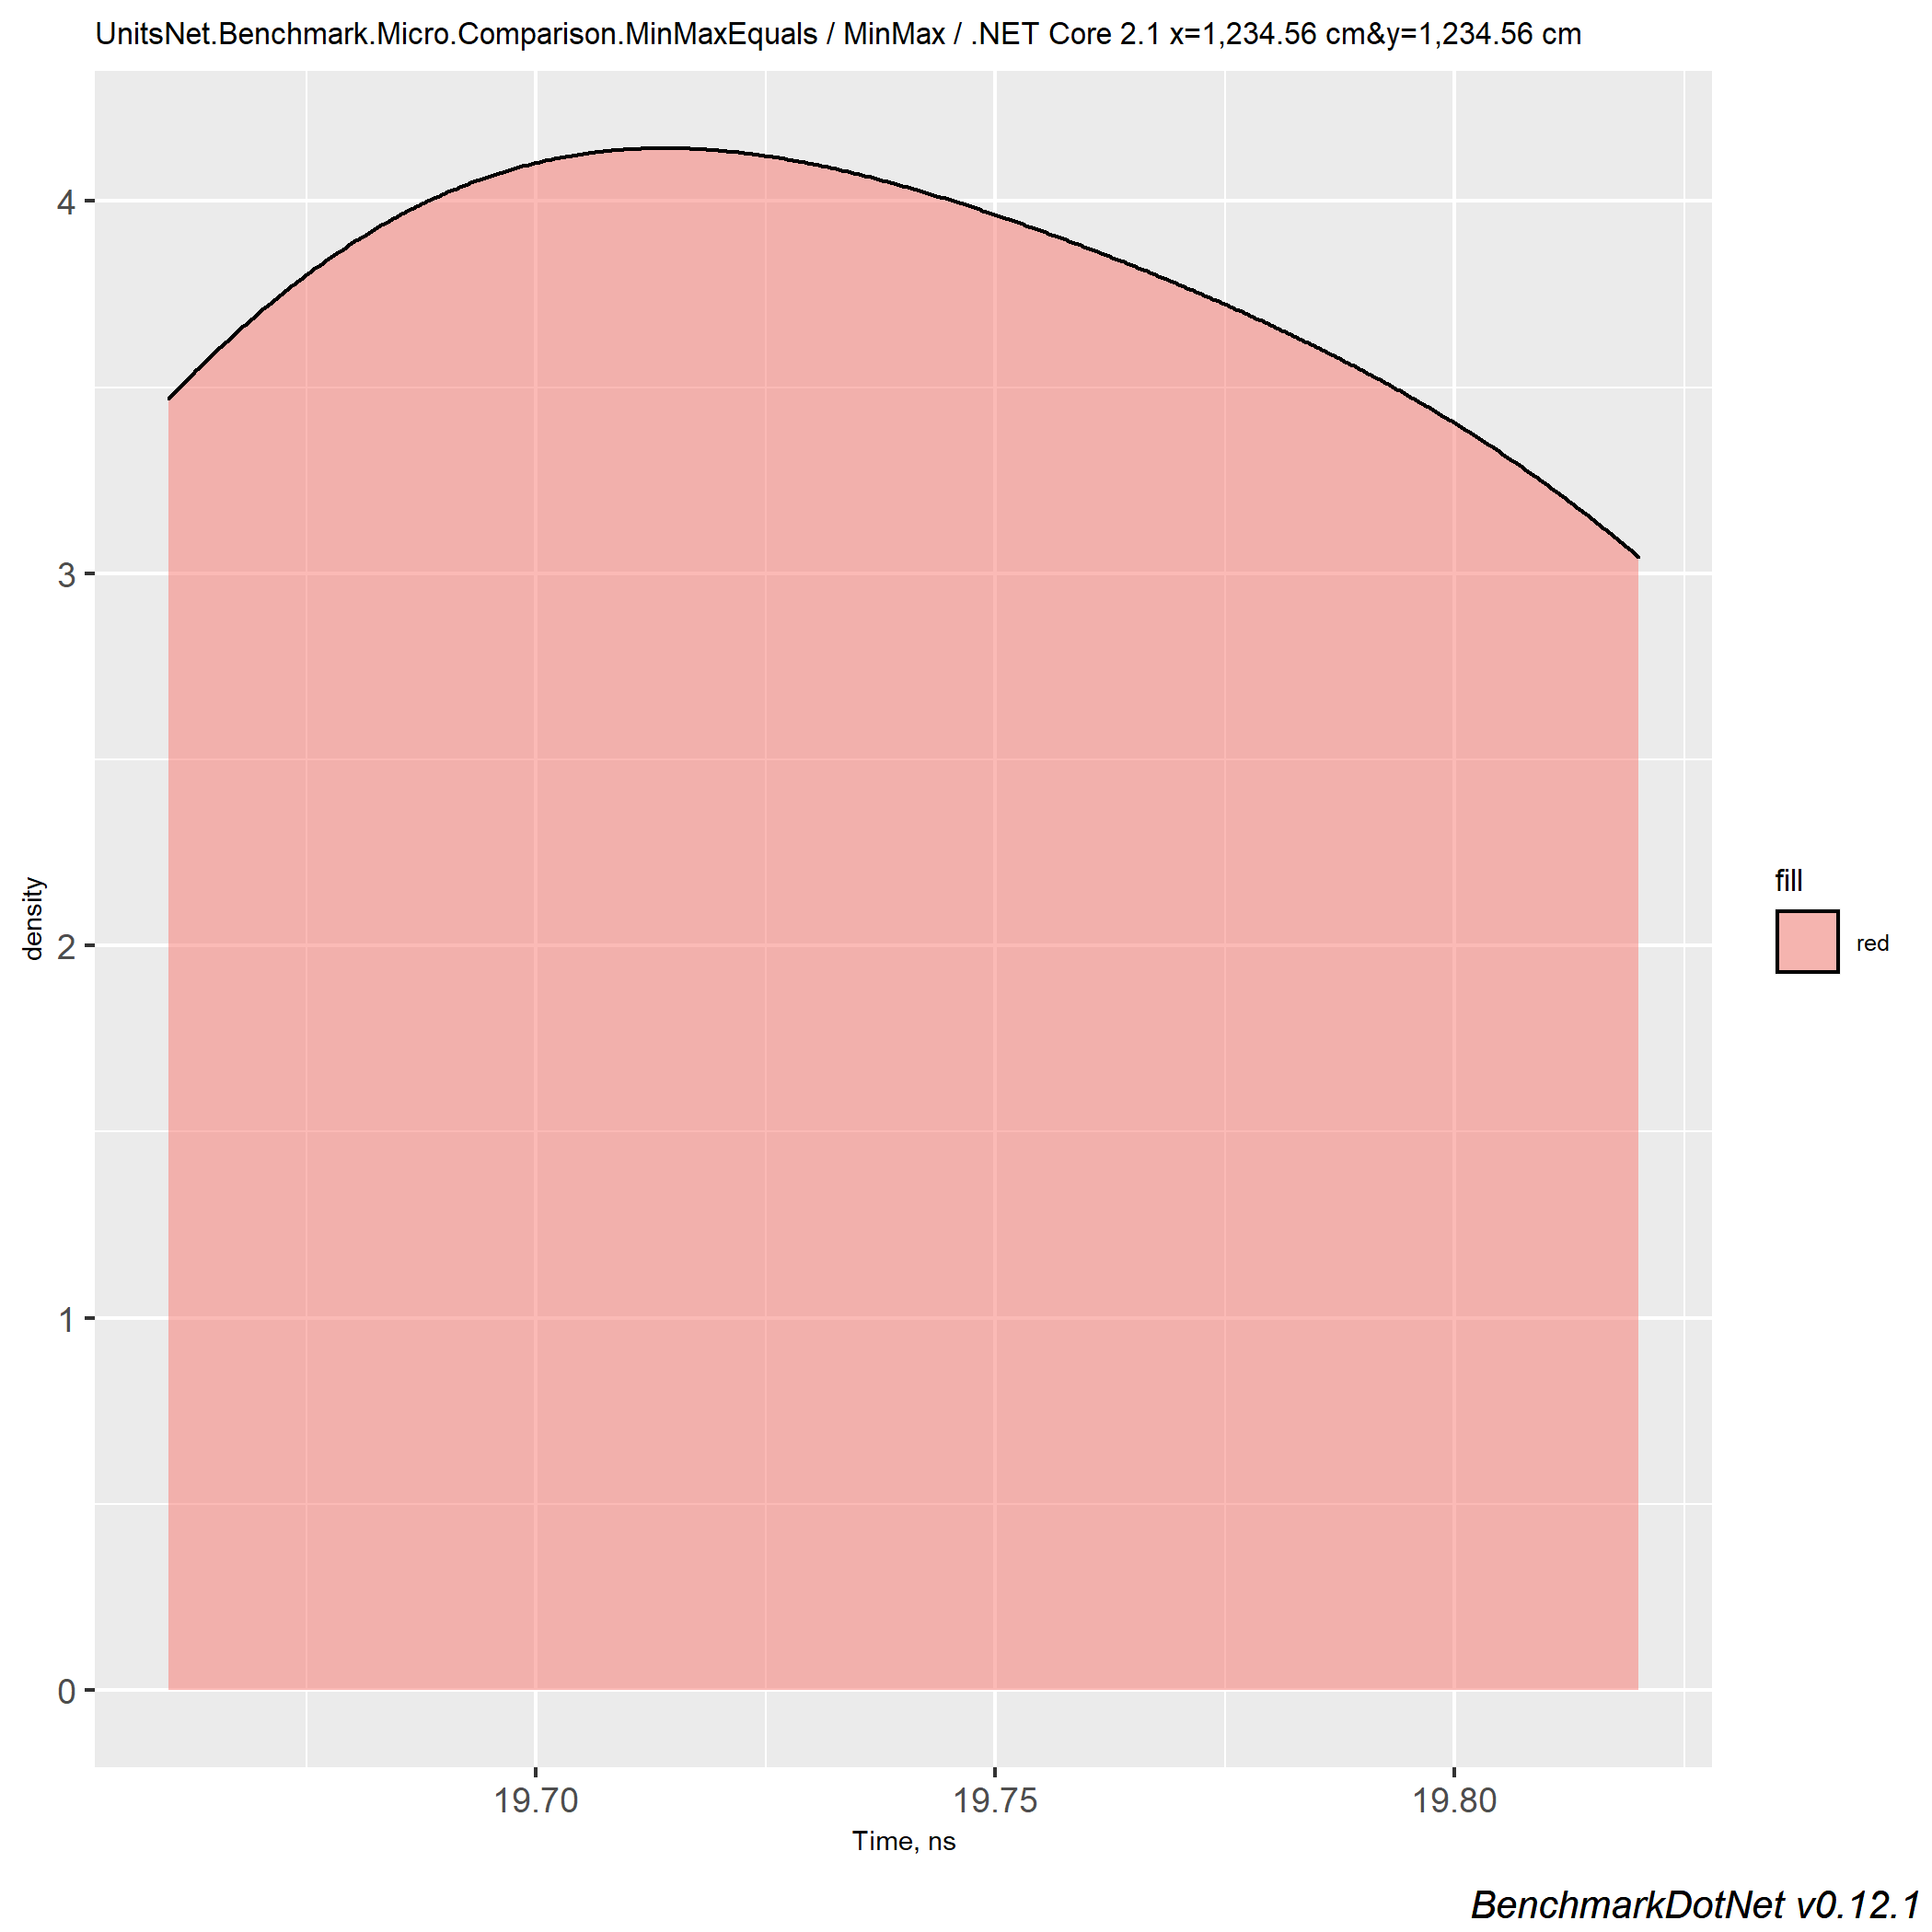 UnitsNet.Benchmark.Micro.Comparison.MinMaxEquals / MinMax / .NET Core 2.1 x=1,234.56 cm&y=1,234.56 cm
4
3
2
1
0
density
19.70 19.75 19.80
Time, ns
fill
red
BenchmarkDotNet v0.12.1